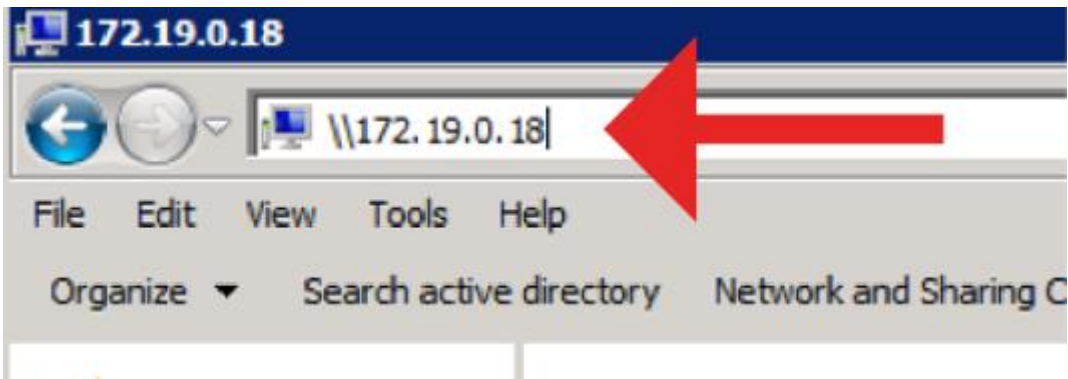 172.19.0.18
\\172.19.0.18
File Edit View Tools Help
Organize Search active directory Network and Sharing C